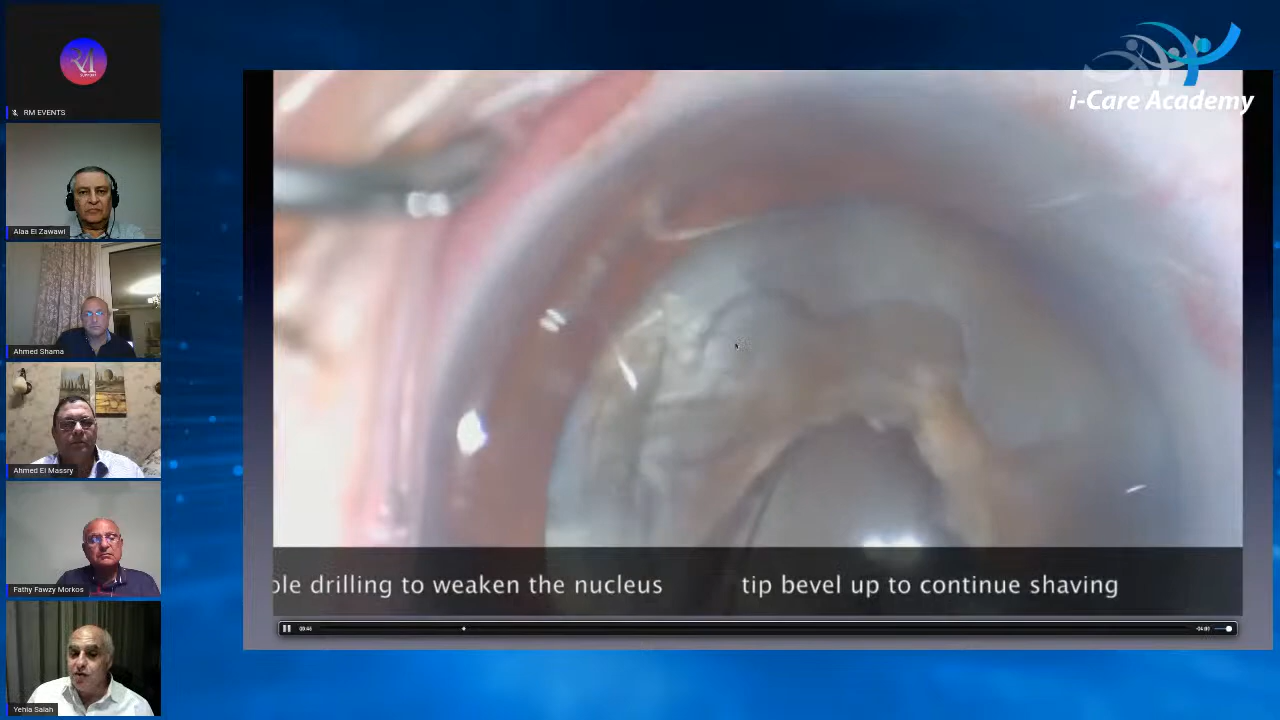 RM EVENTS
Alaa El Zawawi
Ahmed Shama
Ahmed El Massry
Fathy Fawzy Morkos
Yehia Salah
i-Care Academy
ole drilling to weaken the nucleus tip bevel up to continue shaving